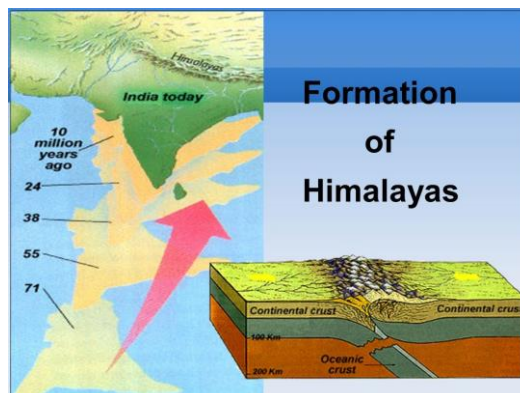 Himalayas
India today
10
million
years
ago
24
38
55
71
Formation
of
Himalayas
Continental crust
Continental crust
100 Km
Oceanic
crust
200 Km